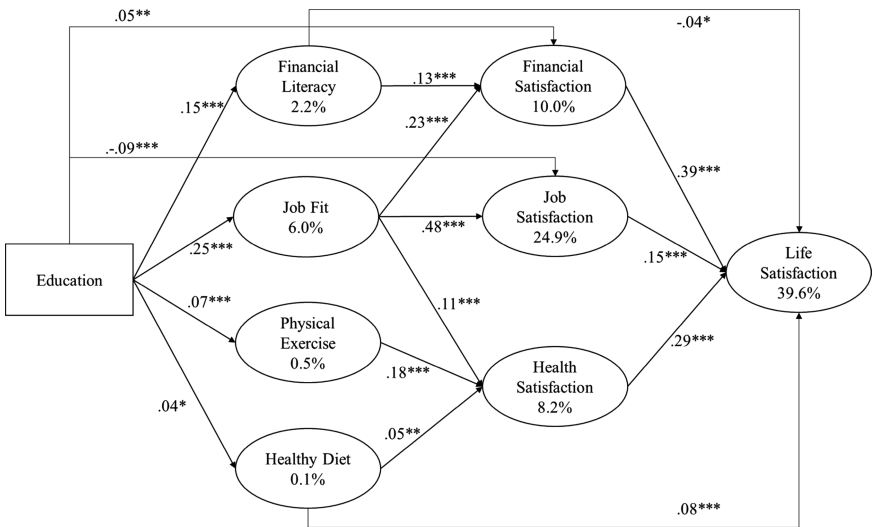 .05**
-.04*
Financial
Literacy
2.2%
.13***
Financial
Satisfaction
10.0%
.15***
.23***
.-.09***
.39***
Job Fit
6.0%
.48***
Job
Satisfaction
24.9%
.25***
.15***
Education
Life
Satisfaction
39.6%
.07***
.11***
Physical
Exercise
0.5%
.29***
.18***
Health
Satisfaction
8.2%
.04*
.05**
Healthy Diet
0.1%
.08***